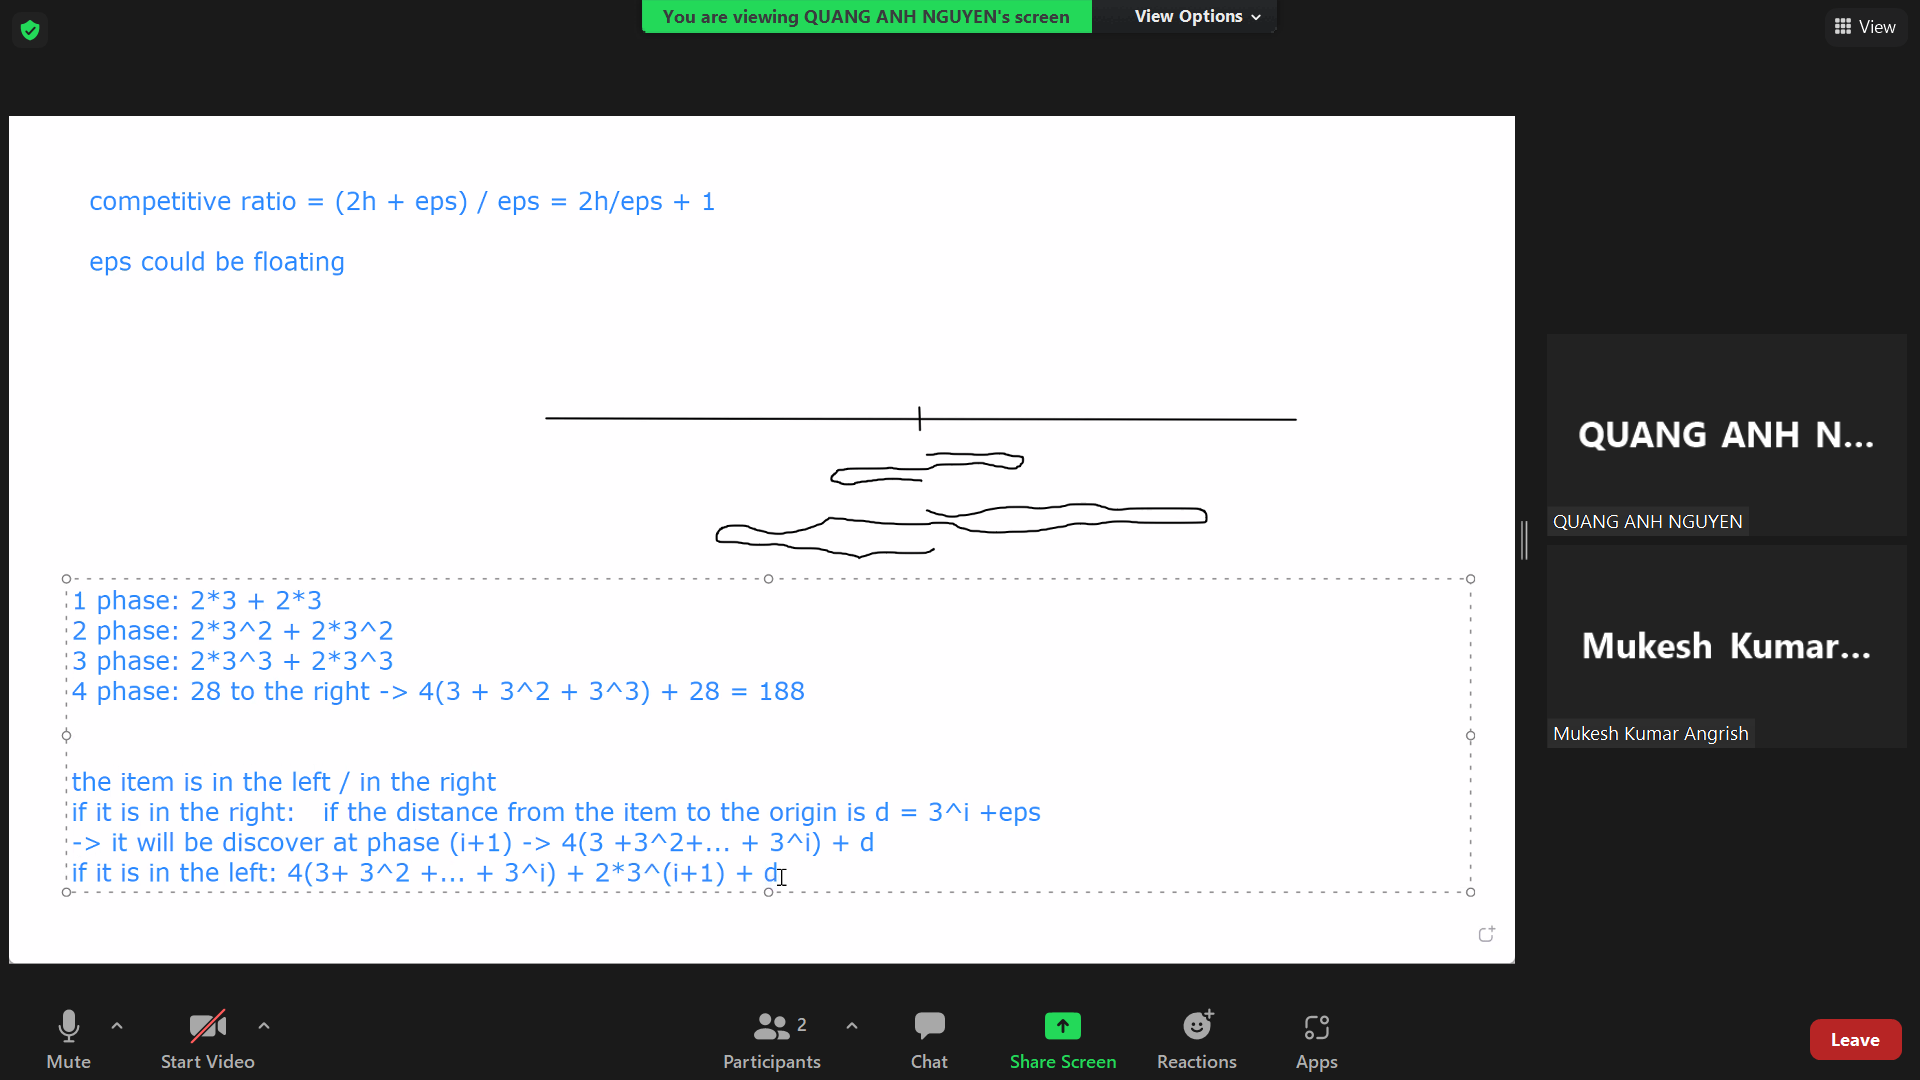 You are viewing QUANG ANH NGUYEN's screen
View Options
View
competitive ratio = (2h + eps) / eps = 2h/eps + 1
eps could be floating
1 phase: 2*3 + 2*3
2 phase: 2*3^2 + 2*3^2
3 phase: 2*3^3 + 2*3^3
4 phase: 28 to the right -> 4(3 + 3^2 + 3^3) + 28 = 188
the item is in the left / in the right
if it is in the right: if the distance from the item to the origin is d = 3^i +eps
-> it will be discover at phase (i+1) -> 4(3 +3^2+... + 3^i) + d
if it is in the left: 4(3+ 3^2 +... + 3^i) + 2*3^(i+1) + d
QUANG ANH N...
QUANG ANH NGUYEN
Mukesh Kumar...
Mukesh Kumar Angrish
Mute
Start Video
2
Participants
Chat
Share Screen
Reactions
Apps
Leave